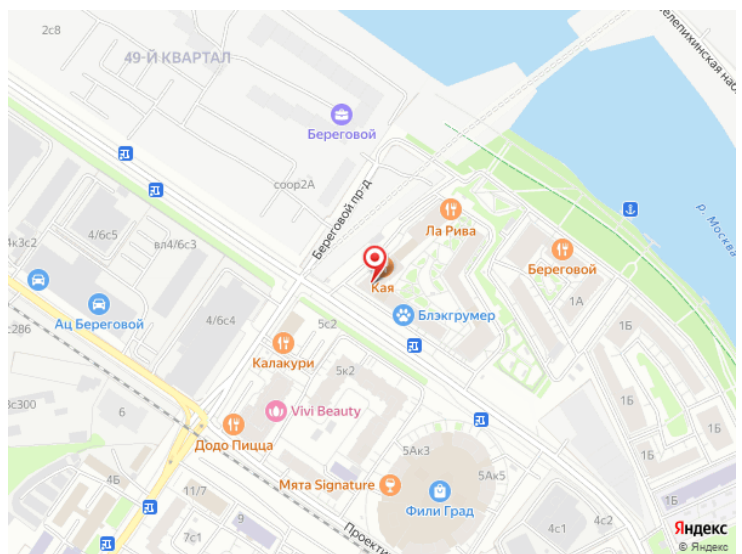 2с8
49-Й КВАРТАЛ
Береговой
соор2А
Береговой пр-д
елепихинская наб
р. Москва
Ла Рива
Береговой
1А
1Б
4к3с2
4/6с5
вл4/6с3
Ац Береговой
4/6с4
с28б
Кая
Блэкгрумер
5с2
Калакури
5к2
1Б
1Б
1Б
3с300
6
Vivi Beauty
Додо Пицца
5Ак3
5Ак5
4Б
11/7
Мята Signature
Фили Град
1Б
4с2
4с1
7с1
9
Проекти
Яндекс
© Яндекс